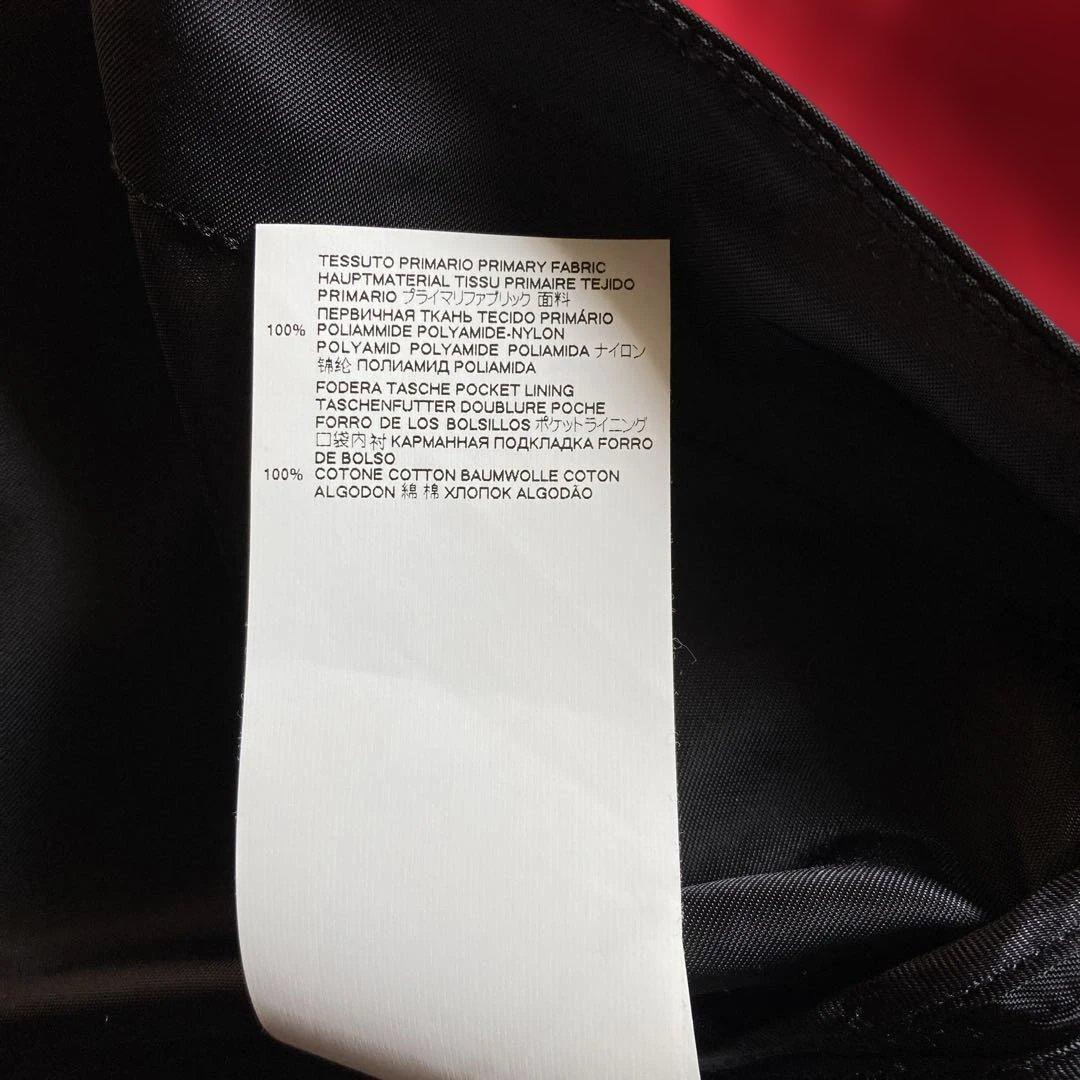 TESSUTO PRIMARIO PRIMARY FABRIC
HAUPTMATERIAL TISSU PRIMAIRE TEJIDO
PRIMARIO プライマリファブリック 面料
ПЕРВИЧНАЯ ТКАНЬ TECIDO PRIMÁRIO
100% POLIAMMIDE POLYAMIDE-NYLON
POLYAMID POLYAMIDE POLIAMIDA ナイロン
锦纶 ПОЛИАМИД POLIAMIDA
FODERA TASCHE POCKET LINING
TASCHENFUTTER DOUBLURE POCHE
FORRO DE LOS BOLSILLOS ポケットライニング
口袋内衬 КАРМАННАЯ ПОДКЛАДКА FORRO
DE BOLSO
100% COTONE COTTON BAUMWOLLE COTON
ALGODON 綿 棉 ХЛОПОК ALGODÃO